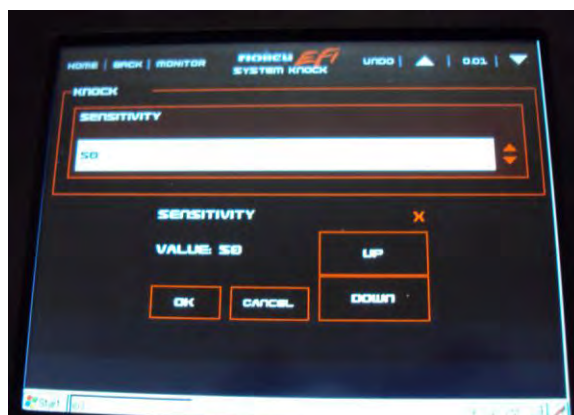 HOME | BACK | MONITOR
EFI
SYSTEM KNOCK
UNDO | | 0.01 |
KNOCK
SENSITIVITY
50
SENSITIVITY
X
VALUE: 50
UP
OK
CANCEL
DOWN
Start